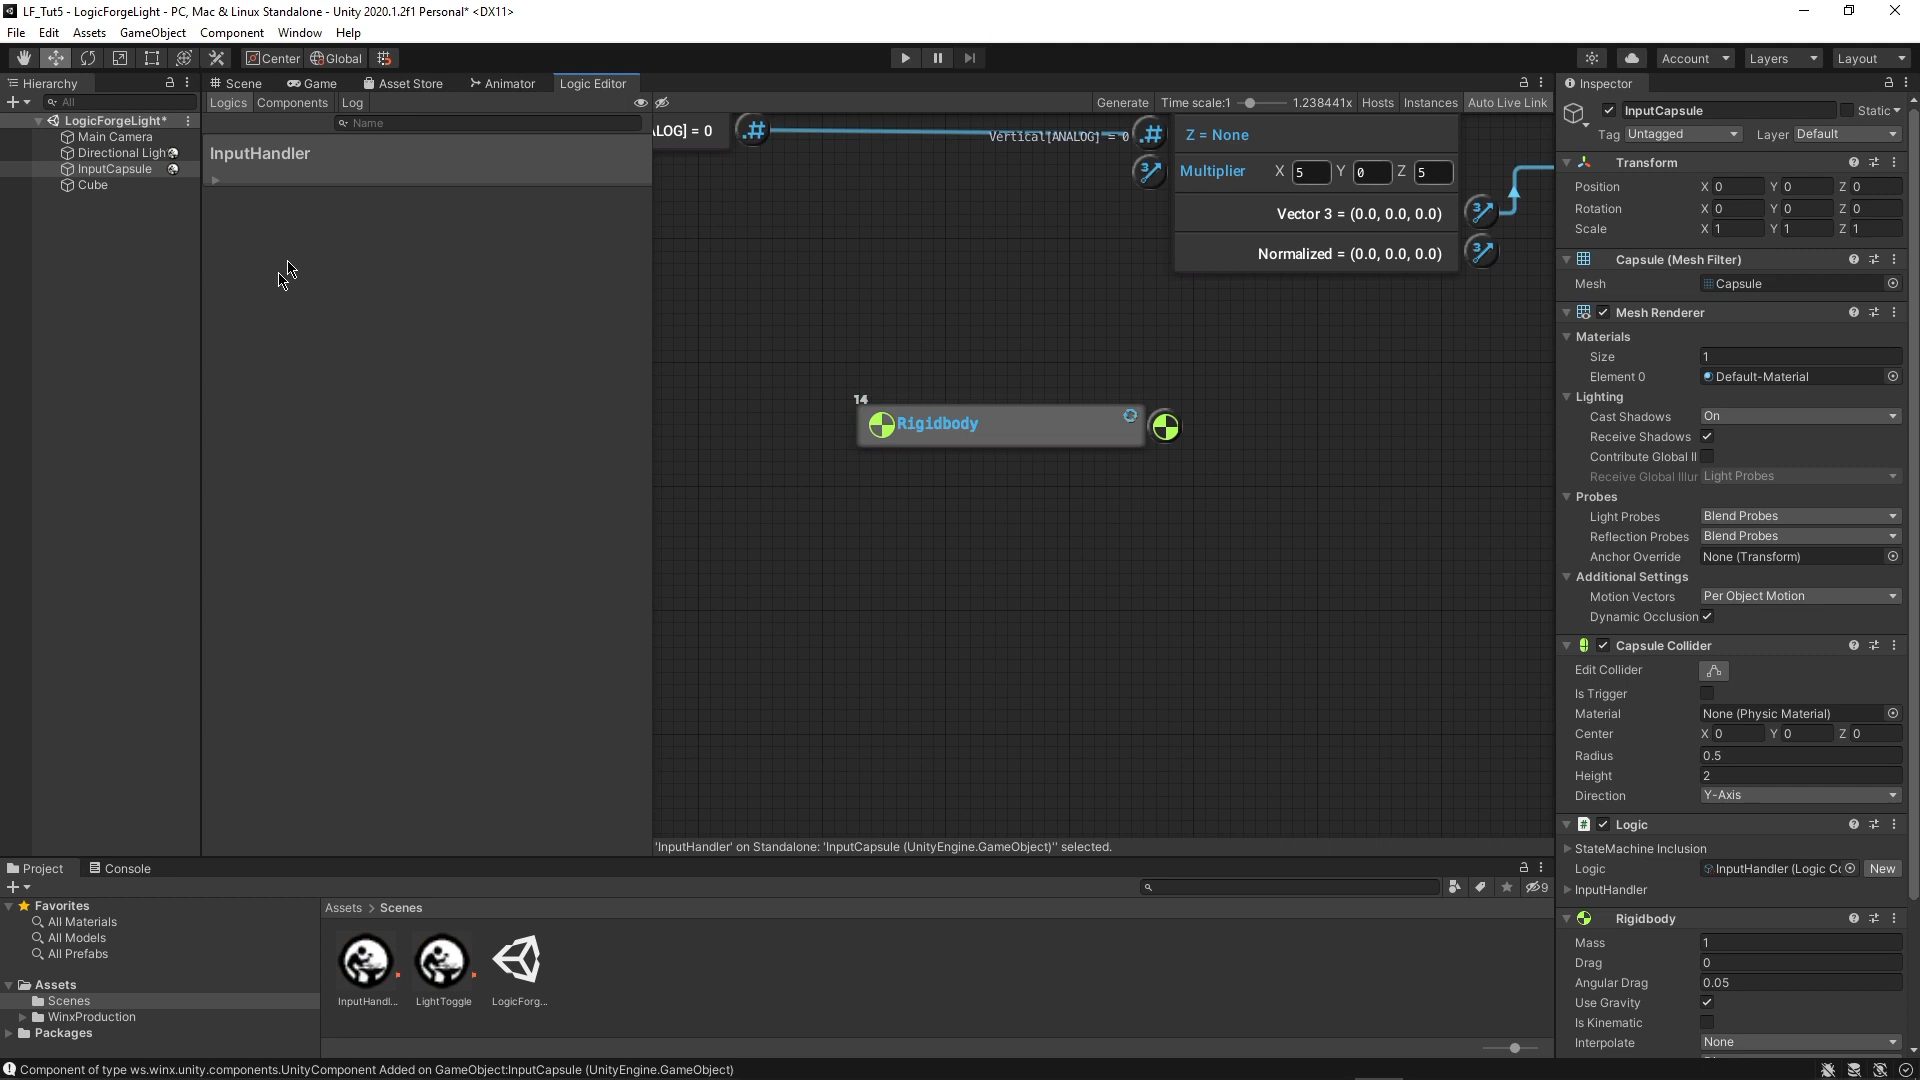 LF_Tut5 - LogicForgeLight - PC, Mac & Linux Standalone - Unity 2020.1.2f1 Personal* <DX11>
File Edit Assets GameObject Component Window Help
Center Global Account Layers Layout
Hierarchy
All
LogicForgeLight*
Main Camera
Directional Ligh
InputCapsule
Cube
Scene Game Asset Store Animator Logic Editor
Logics Components Log
Generate Time scale:1 1.238441x Hosts Instances Auto Live Link
Name
InputHandler
ALOG] = 0
.#
Vertical[ANALOG] = 0
.#
Z = None
Multiplier X 5 Y 0 Z 5
Vector 3 = (0.0, 0.0, 0.0)
Normalized = (0.0, 0.0, 0.0)
14
Rigidbody
'InputHandler' on Standalone: 'InputCapsule (UnityEngine.GameObject)'' selected.
Inspector
InputCapsule Static
Tag Untagged Layer Default
Transform
Position X 0 Y 0 Z 0
Rotation X 0 Y 0 Z 0
Scale X 1 Y 1 Z 1
Capsule (Mesh Filter)
Mesh Capsule
Mesh Renderer
Materials
Size 1
Element 0 Default-Material
Lighting
Cast Shadows On
Receive Shadows
Contribute Global Il
Receive Global Illur Light Probes
Probes
Light Probes Blend Probes
Reflection Probes Blend Probes
Anchor Override None (Transform)
Additional Settings
Motion Vectors Per Object Motion
Dynamic Occlusion
Capsule Collider
Edit Collider
Is Trigger
Material None (Physic Material)
Center X 0 Y 0 Z 0
Radius 0.5
Height 2
Direction Y-Axis
Logic
StateMachine Inclusion
Logic InputHandler (Logic Cc New
InputHandler
Rigidbody
Mass 1
Drag 0
Angular Drag 0.05
Use Gravity
Is Kinematic
Interpolate None
Project Console
9
Favorites
All Materials
All Models
All Prefabs
Assets
Scenes
WinxProduction
Packages
Assets > Scenes
InputHandl...
LightToggle
LogicForg...
Component of type ws.winx.unity.components.UnityComponent Added on GameObject:InputCapsule (UnityEngine.GameObject)